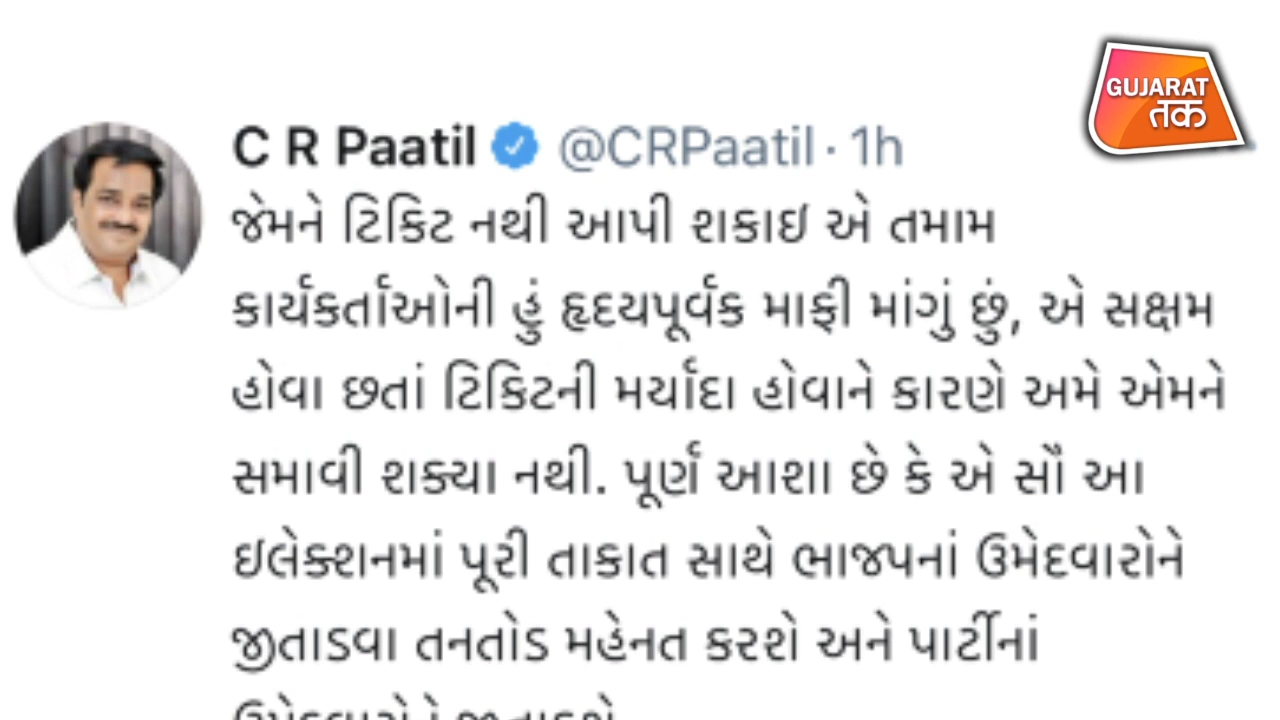 GUJARAT
तक
C R Paatil @CRPaatil · 1h
જેમને ટિકિટ નથી આપી શકાઇ એ તમામ
કાર્યકર્તાઓની હું હૃદયપૂર્વક માફી માંગું છું, એ સક્ષમ
હોવા છતાં ટિકિટની મર્યાદા હોવાને કારણે અમે એમને
સમાવી શક્યા નથી. પૂર્ણ આશા છે કે એ સૌ આ
ઇલેક્શનમાં પૂરી તાકાત સાથે ભાજપનાં ઉમેદવારોને
જીતાડવા તનતોડ મહેનત કરશે અને પાર્ટીનાં